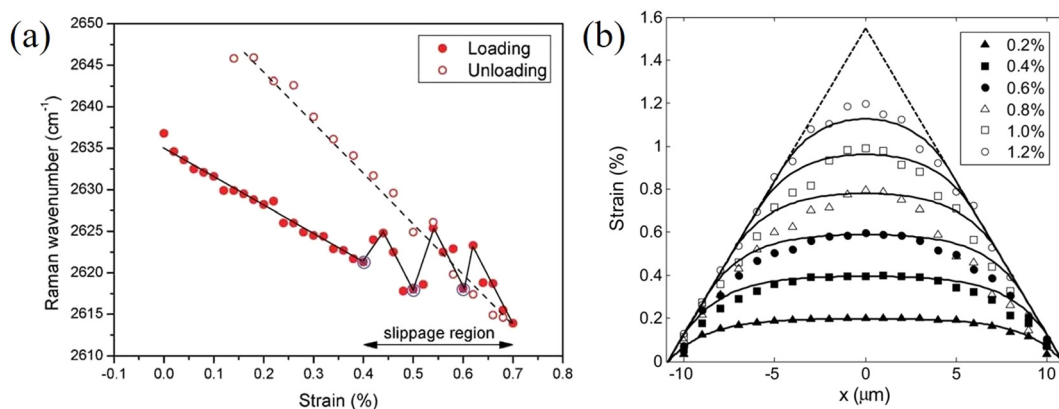 (a)
2650
2645
2640
2635
2630
2625
2620
2615
2610
Raman wavenumber (cm⁻¹)
Loading
Unloading
slippage region
-0.1 0.0 0.1 0.2 0.3 0.4 0.5 0.6 0.7 0.8
Strain (%)
(b)
1.6
1.4
1.2
1.0
0.8
0.6
0.4
0.2
0
Strain (%)
0.2%
0.4%
0.6%
0.8%
1.0%
1.2%
-10 -5 0 5 10
x (μm)